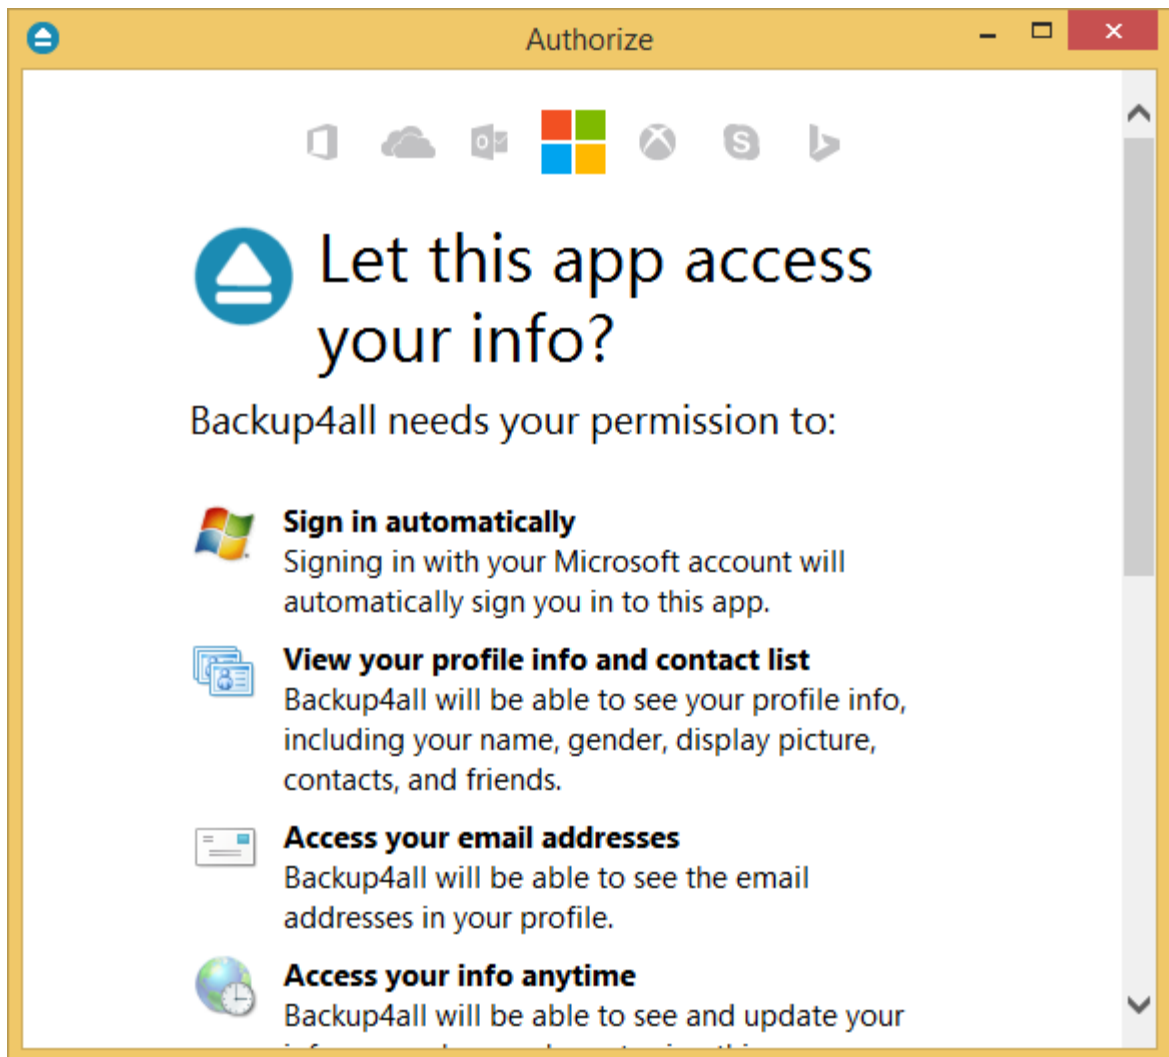 Authorize
Let this app access
your info?
Backup4all needs your permission to:
Sign in automatically
Signing in with your Microsoft account will
automatically sign you in to this app.
View your profile info and contact list
Backup4all will be able to see your profile info,
including your name, gender, display picture,
contacts, and friends.
Access your email addresses
Backup4all will be able to see the email
addresses in your profile.
Access your info anytime
Backup4all will be able to see and update your